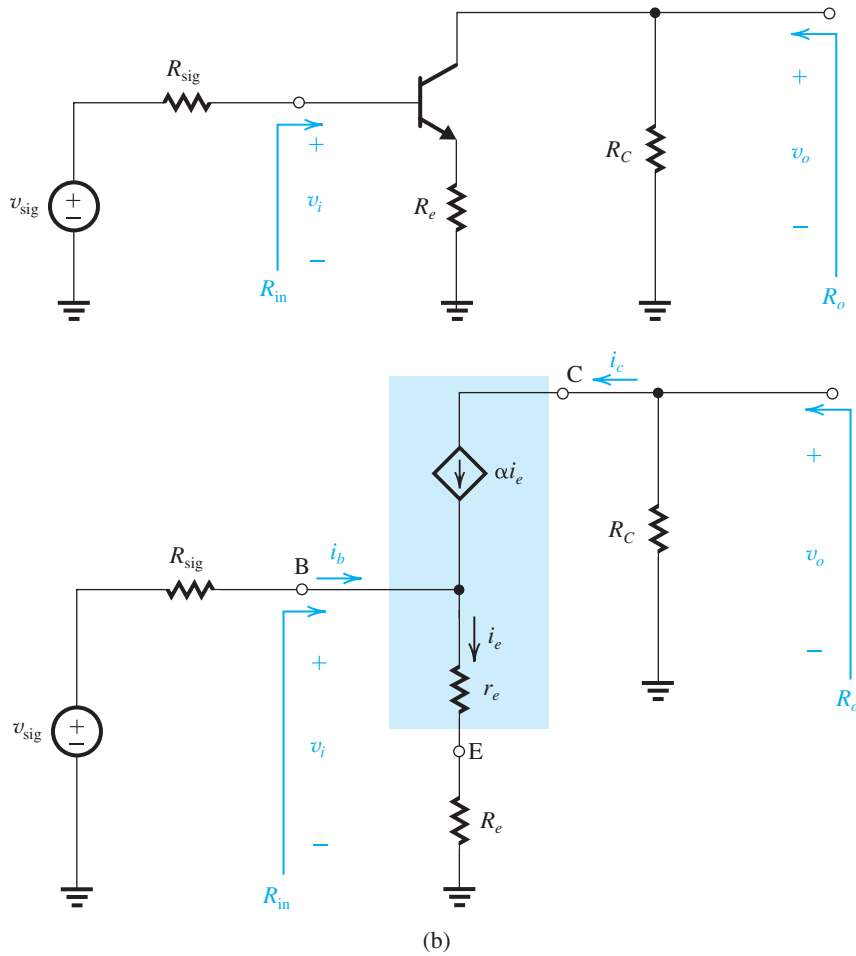 R_sig
v_sig
+
−
R_in
+
v_i
−
R_e
R_C
+
v_o
−
R_o
C
i_c
αi_e
R_C
+
v_o
−
R_o
R_sig
B
i_b
i_e
r_e
E
R_e
v_sig
+
−
R_in
+
v_i
−
(b)